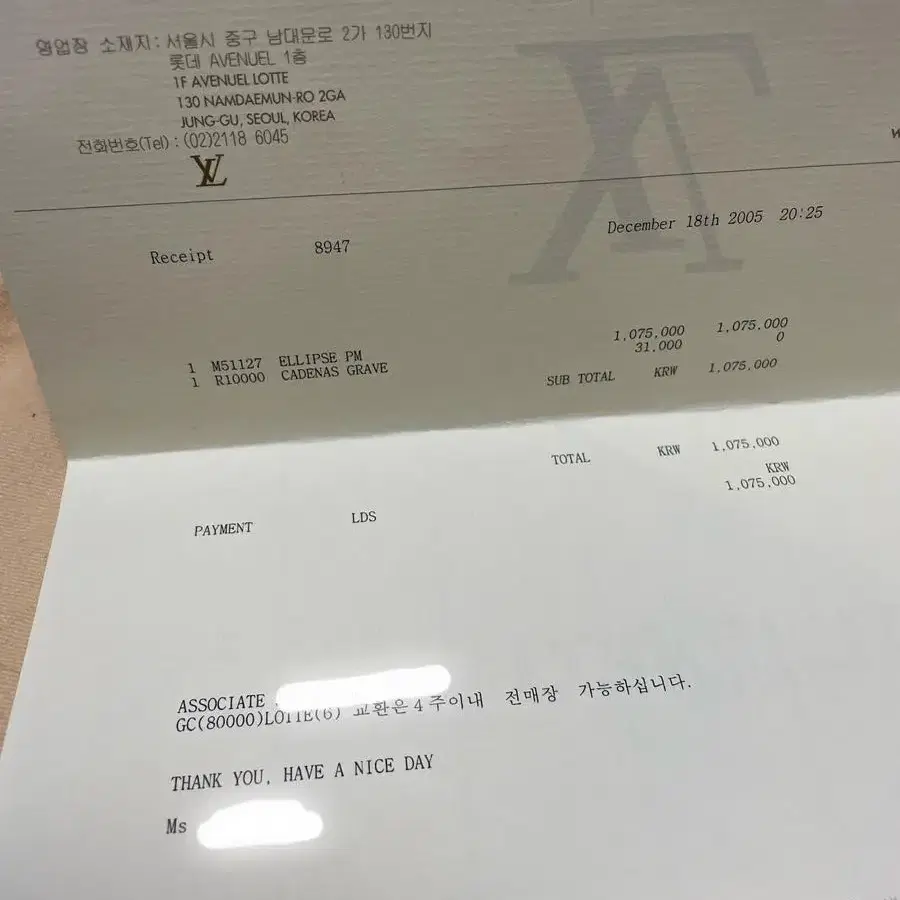 영업장 소재지: 서울시 중구 남대문로 2가 130번지
롯데 AVENUEL 1층
1F AVENUEL LOTTE
130 NAMDAEMUN-RO 2GA
JUNG-GU, SEOUL, KOREA
전화번호(Tel) : (02)2118 6045
LV
Receipt 8947 December 18th 2005 20:25
1 M51127 ELLIPSE PM 1,075,000 1,075,000
1 R10000 CADENAS GRAVE 31,000 0
SUB TOTAL KRW 1,075,000
TOTAL KRW 1,075,000
KRW
PAYMENT LDS 1,075,000
ASSOCIATE
GC(80000)LOTTE(6) 교환은 4주이내 전매장 가능하십니다.
THANK YOU, HAVE A NICE DAY
Ms